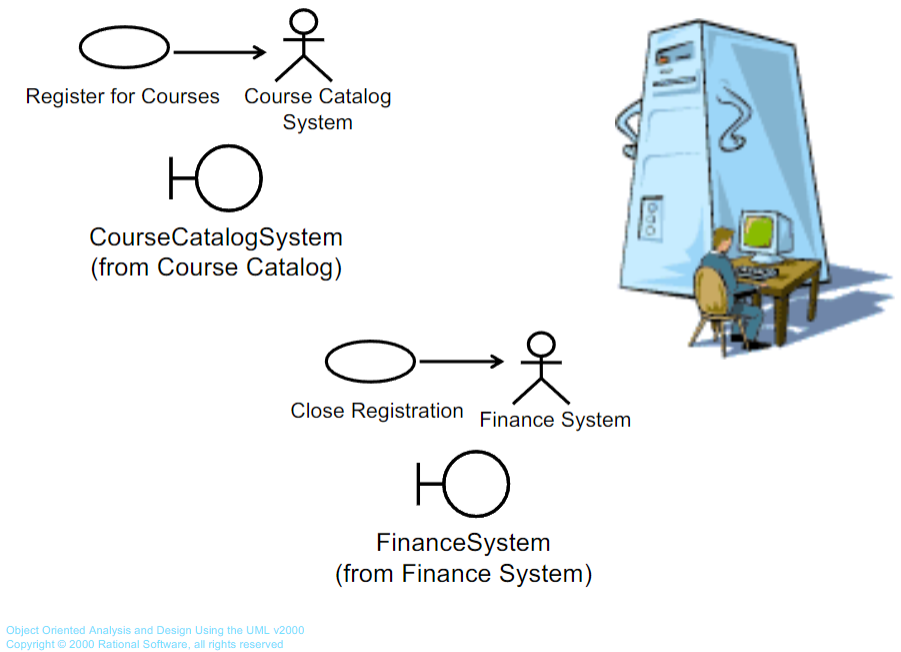 Register for Courses
Course Catalog
System
CourseCatalogSystem
(from Course Catalog)
Close Registration
Finance System
FinanceSystem
(from Finance System)
Object Oriented Analysis and Design Using the UML v2000
Copyright © 2000 Rational Software, all rights reserved